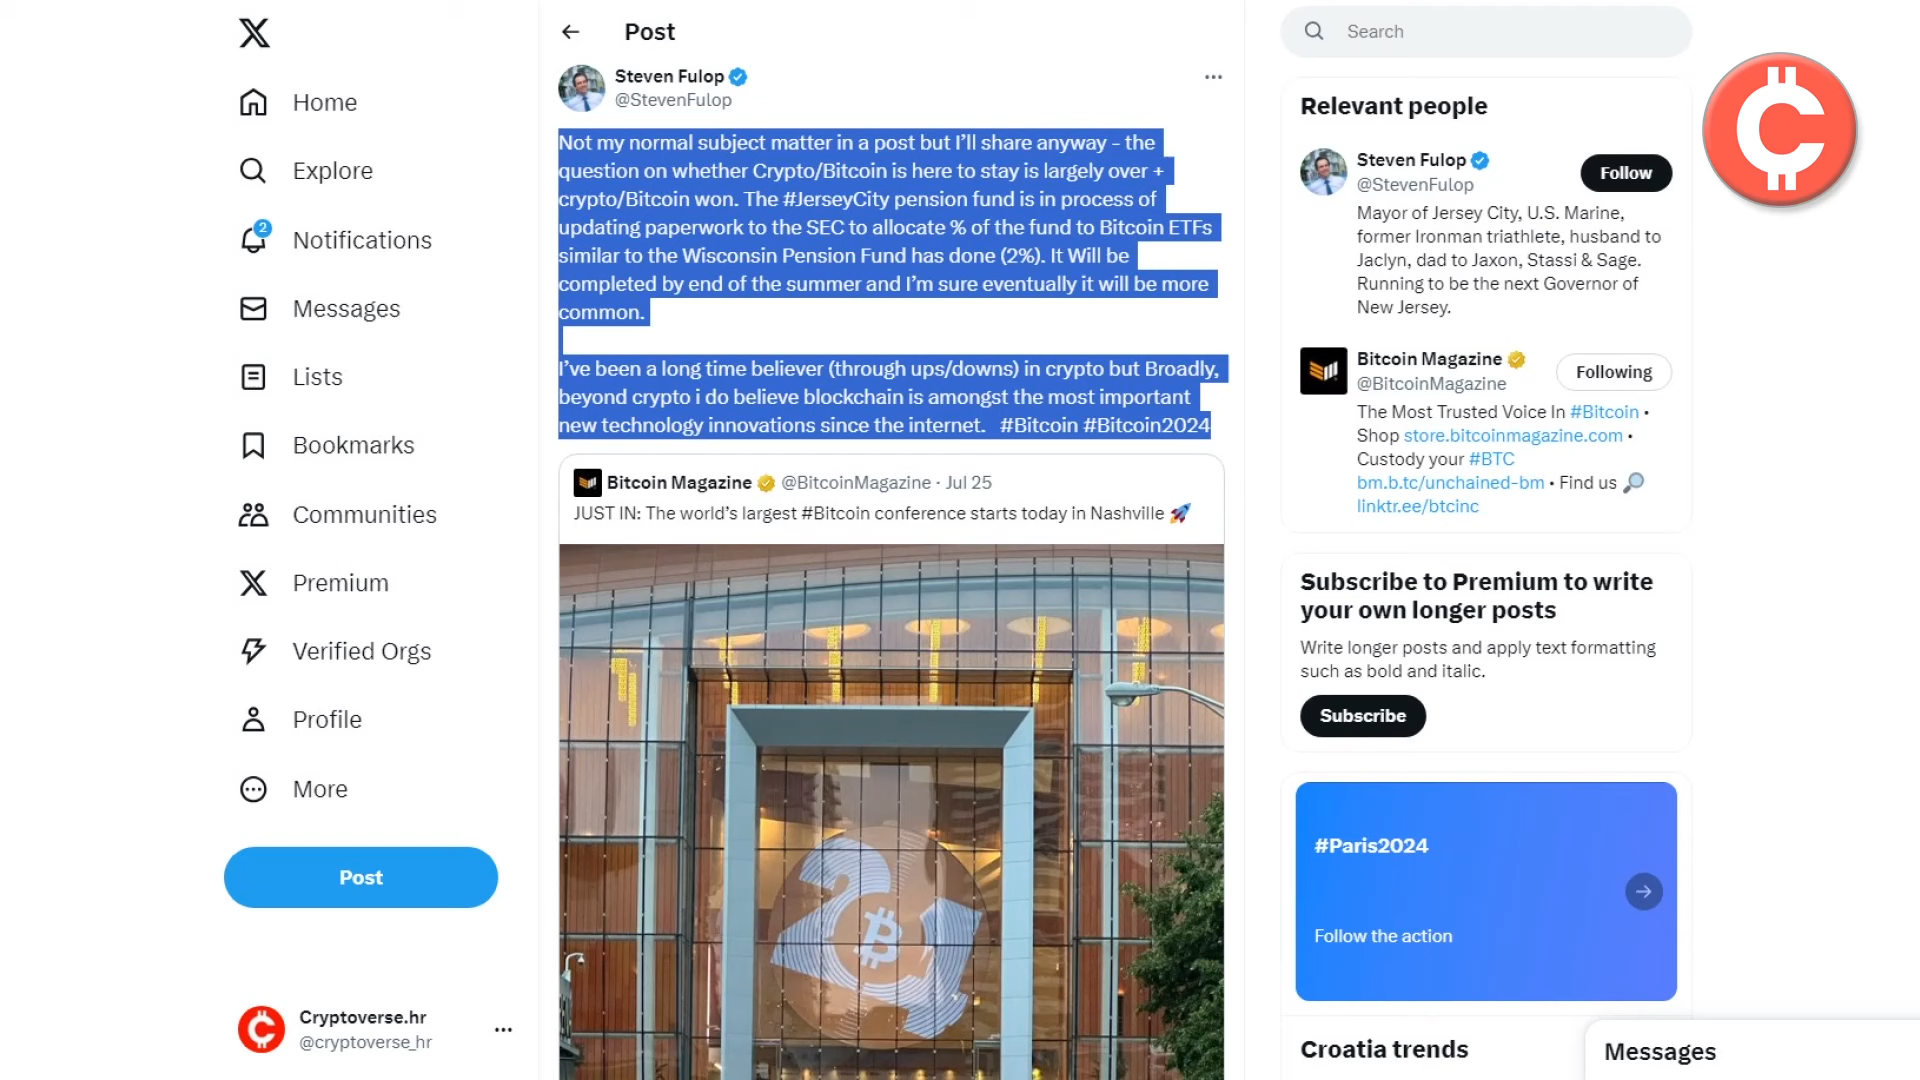 Home
Explore
2
Notifications
Messages
Lists
Bookmarks
Communities
Premium
Verified Orgs
Profile
More
Post
Cryptoverse.hr
@cryptoverse_hr
Post
Steven Fulop
@StevenFulop
Not my normal subject matter in a post but I’ll share anyway - the
question on whether Crypto/Bitcoin is here to stay is largely over +
crypto/Bitcoin won. The #JerseyCity pension fund is in process of
updating paperwork to the SEC to allocate % of the fund to Bitcoin ETFs
similar to the Wisconsin Pension Fund has done (2%). It Will be
completed by end of the summer and I’m sure eventually it will be more
common.
I’ve been a long time believer (through ups/downs) in crypto but Broadly,
beyond crypto i do believe blockchain is amongst the most important
new technology innovations since the internet. #Bitcoin #Bitcoin2024
Bitcoin Magazine @BitcoinMagazine · Jul 25
JUST IN: The world’s largest #Bitcoin conference starts today in Nashville 🚀
Search
Relevant people
Steven Fulop
@StevenFulop
Follow
Mayor of Jersey City, U.S. Marine,
former Ironman triathlete, husband to
Jaclyn, dad to Jaxon, Stassi & Sage.
Running to be the next Governor of
New Jersey.
Bitcoin Magazine
@BitcoinMagazine
Following
The Most Trusted Voice In #Bitcoin •
Shop store.bitcoinmagazine.com •
Custody your #BTC
bm.b.tc/unchained-bm • Find us 🔎
linktr.ee/btcinc
Subscribe to Premium to write
your own longer posts
Write longer posts and apply text formatting
such as bold and italic.
Subscribe
#Paris2024
Follow the action
Croatia trends
Messages